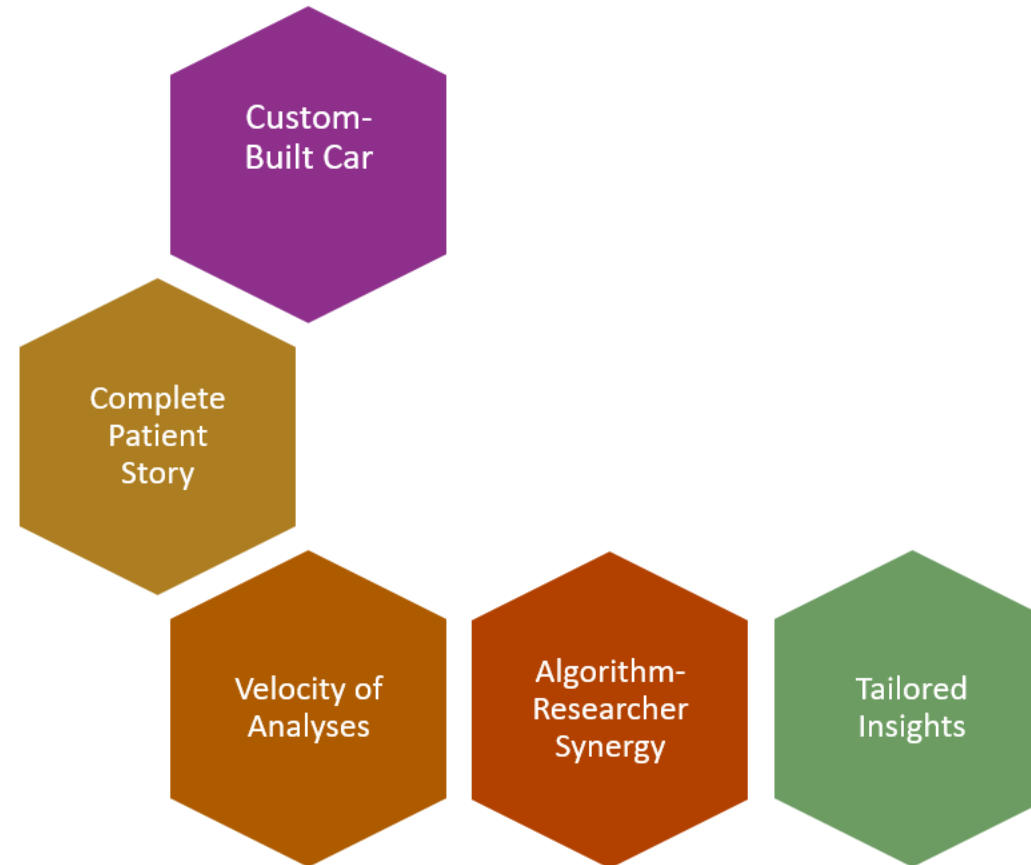 Custom-
Built Car
Complete
Patient
Story
Velocity of
Analyses
Algorithm-
Researcher
Synergy
Tailored
Insights